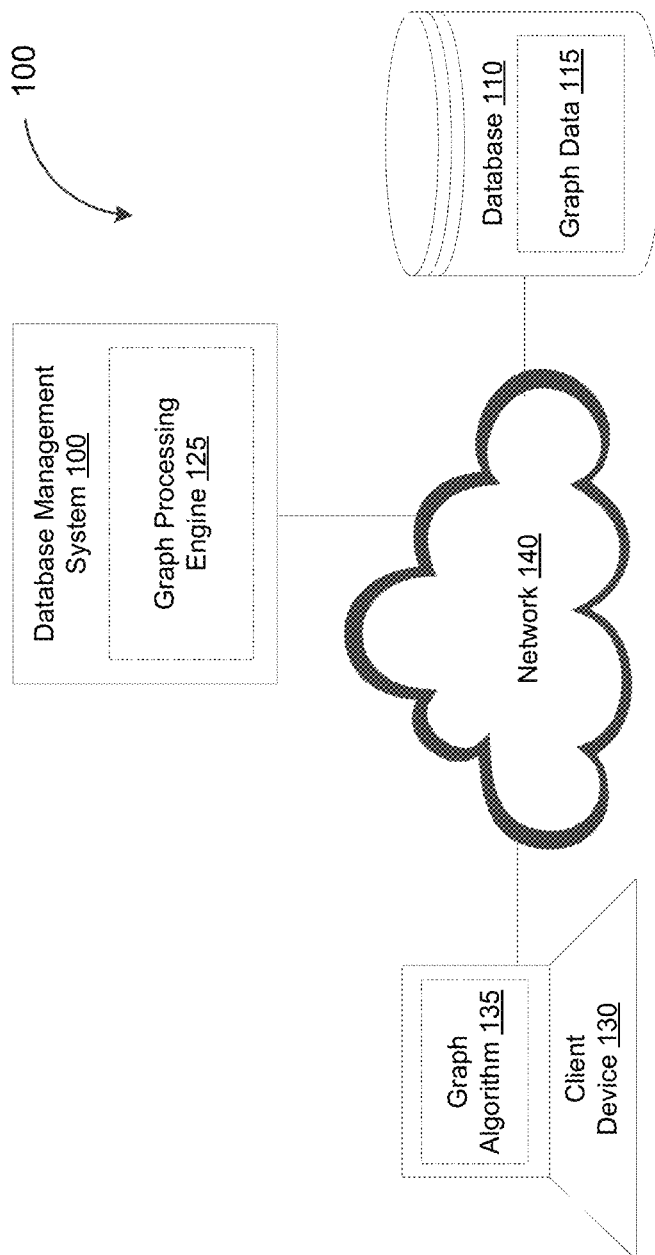 100
Database Management
System 100
Graph Processing
Engine 125
Database 110
Graph Data 115
Network 140
Graph
Algorithm 135
Client
Device 130